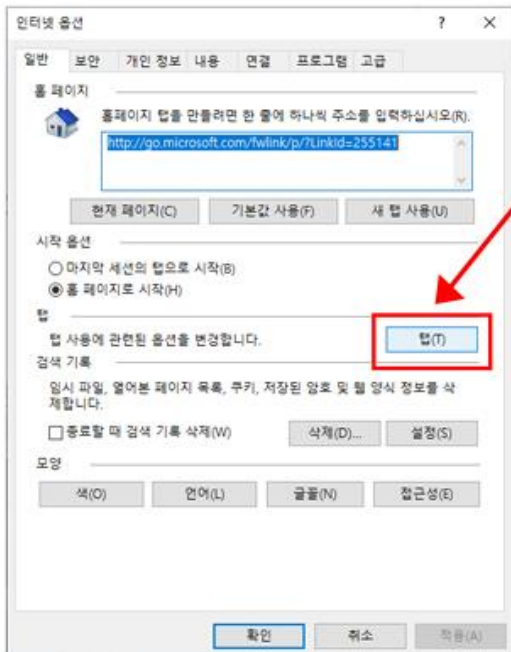 인터넷 옵션 ? ×
일반 보안 개인 정보 내용 연결 프로그램 고급
홈 페이지
홈페이지 탭을 만들려면 한 줄에 하나씩 주소를 입력하십시오(R).
http://go.microsoft.com/fwlink/p/?LinkId=255141
현재 페이지(C) 기본값 사용(F) 새 탭 사용(U)
시작 옵션
마지막 세션의 탭으로 시작(B)
홈 페이지로 시작(H)
탭
탭 사용에 관련된 옵션을 변경합니다. 탭(T)
검색 기록
임시 파일, 열어본 페이지 목록, 쿠키, 저장된 암호 및 웹 양식 정보를 삭
제합니다.
종료할 때 검색 기록 삭제(W) 삭제(D)... 설정(S)
모양
색(O) 언어(L) 글꼴(N) 접근성(E)
확인 취소 적용(A)